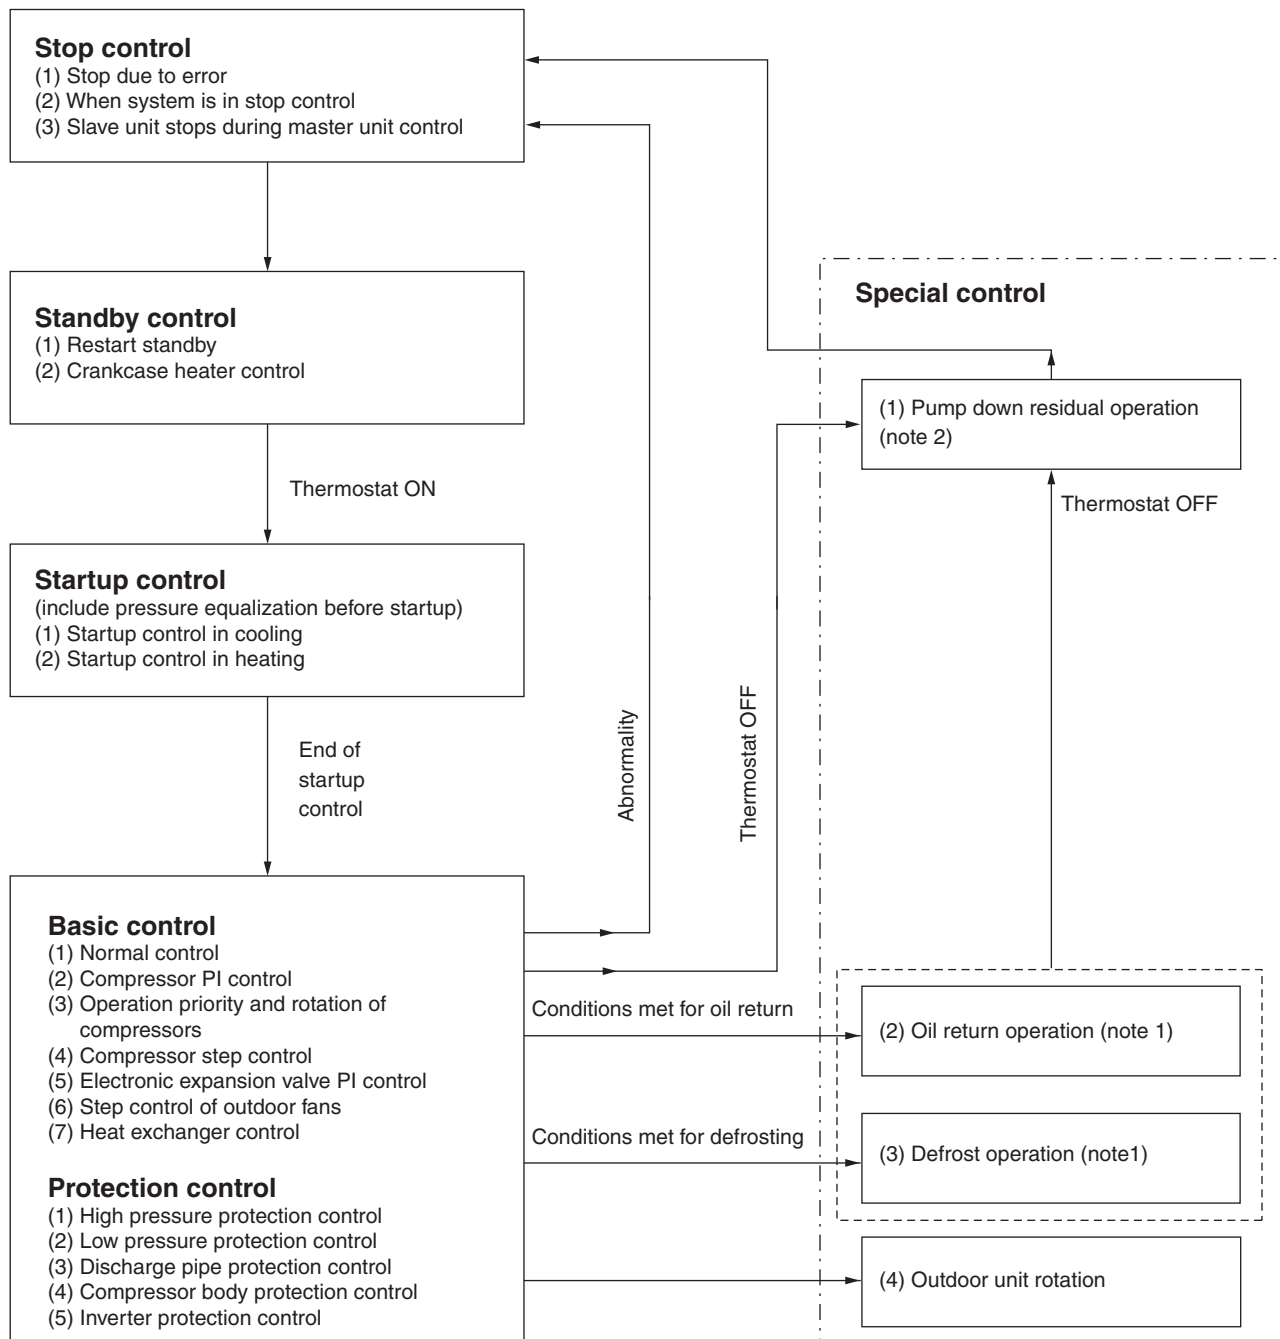 Stop control
(1) Stop due to error
(2) When system is in stop control
(3) Slave unit stops during master unit control
Standby control
(1) Restart standby
(2) Crankcase heater control
Thermostat ON
Startup control
(include pressure equalization before startup)
(1) Startup control in cooling
(2) Startup control in heating
End of
startup
control
Abnormality
Thermostat OFF
Basic control
(1) Normal control
(2) Compressor PI control
(3) Operation priority and rotation of
compressors
(4) Compressor step control
(5) Electronic expansion valve PI control
(6) Step control of outdoor fans
(7) Heat exchanger control
Protection control
(1) High pressure protection control
(2) Low pressure protection control
(3) Discharge pipe protection control
(4) Compressor body protection control
(5) Inverter protection control
Conditions met for oil return
Conditions met for defrosting
Special control
(1) Pump down residual operation
(note 2)
Thermostat OFF
(2) Oil return operation (note 1)
(3) Defrost operation (note1)
(4) Outdoor unit rotation